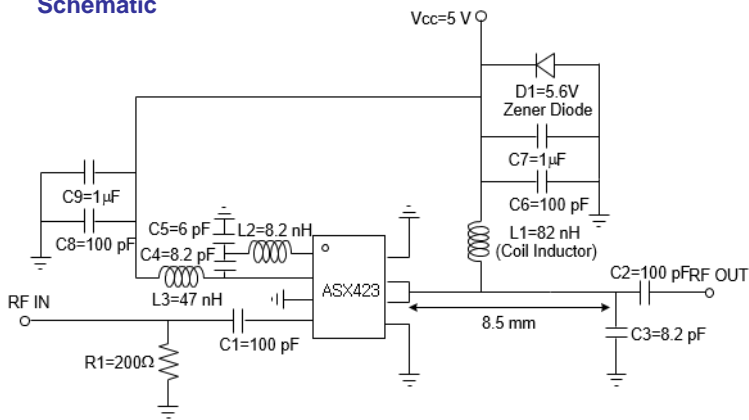 Schematic
Vcc=5 V
D1=5.6V
Zener Diode
C7=1μF
C6=100 pF
C9=1μF
C8=100 pF
C5=6 pF
L2=8.2 nH
C4=8.2 pF
L3=47 nH
L1=82 nH
(Coil Inductor)
ASX423
C2=100 pF
RF OUT
8.5 mm
C3=8.2 pF
RF IN
C1=100 pF
R1=200Ω